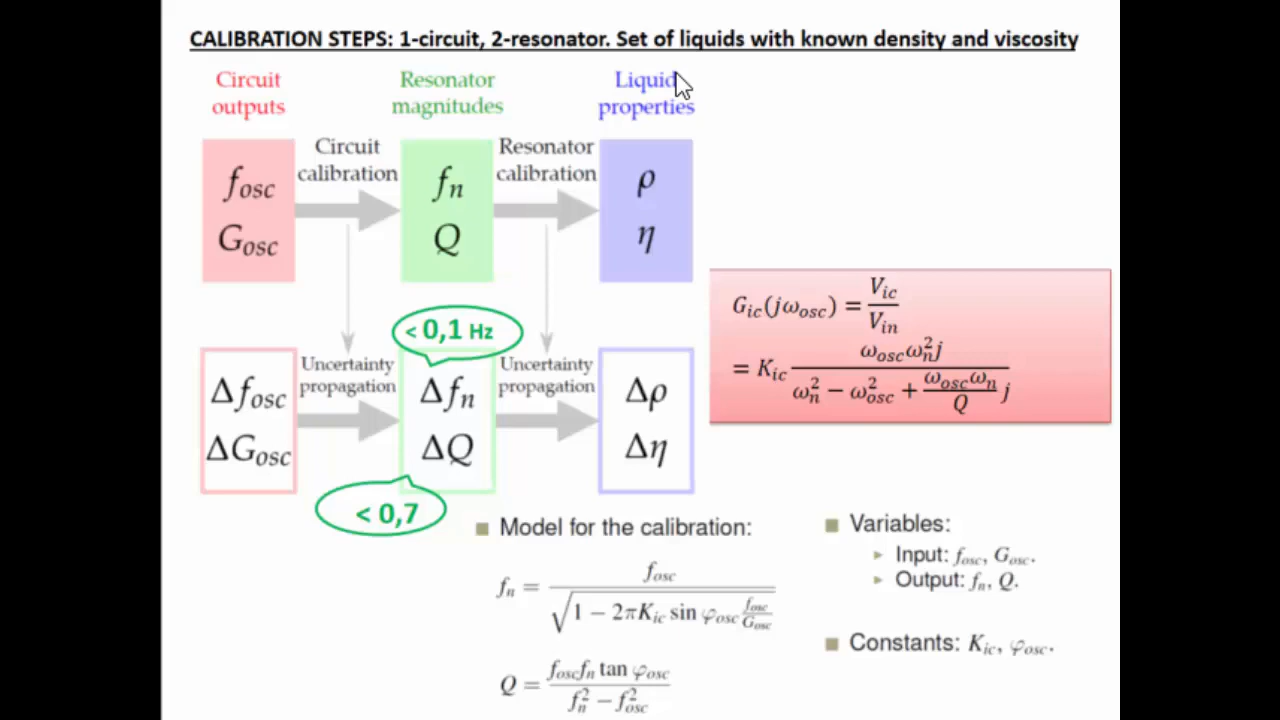 CALIBRATION STEPS: 1-circuit, 2-resonator. Set of liquids with known density and viscosity
Circuit outputs
Resonator magnitudes
Liquid properties
Circuit calibration
Resonator calibration
f_osc
G_osc
f_n
Q
ρ
η
< 0,1 Hz
Uncertainty propagation
Uncertainty propagation
Δf_osc
ΔG_osc
Δf_n
ΔQ
Δρ
Δη
< 0,7
G_ic(jω_osc) = V_ic / V_in
= K_ic ω_osc ω_n^2 j / (ω_n^2 − ω_osc^2 + (ω_osc ω_n / Q) j)
Model for the calibration:
f_n = f_osc / √(1 − 2πK_ic sin φ_osc f_osc / G_osc)
Q = f_osc f_n tan φ_osc / (f_n^2 − f_osc^2)
Variables:
Input: f_osc, G_osc.
Output: f_n, Q.
Constants: K_ic, φ_osc.